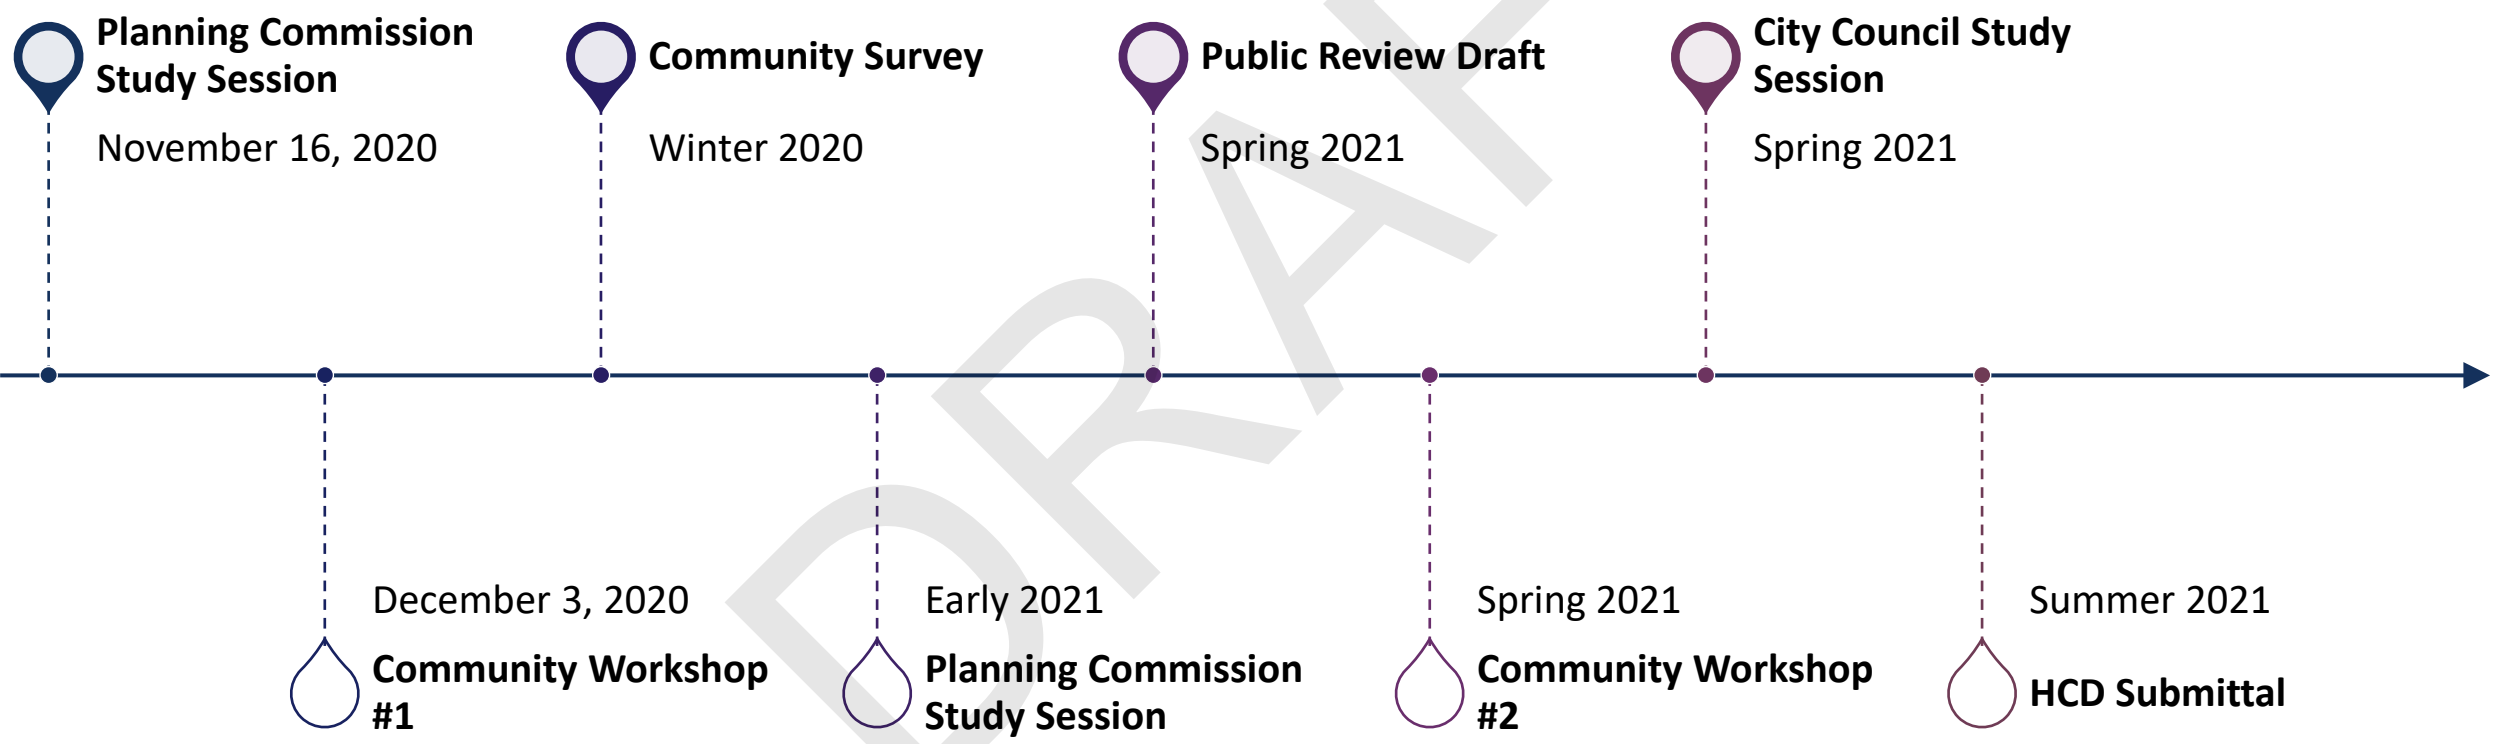 Planning Commission
Study Session
November 16, 2020
Community Survey
Winter 2020
Public Review Draft
Spring 2021
City Council Study
Session
Spring 2021
December 3, 2020
Community Workshop
#1
Early 2021
Planning Commission
Study Session
Spring 2021
Community Workshop
#2
Summer 2021
HCD Submittal
DRAF